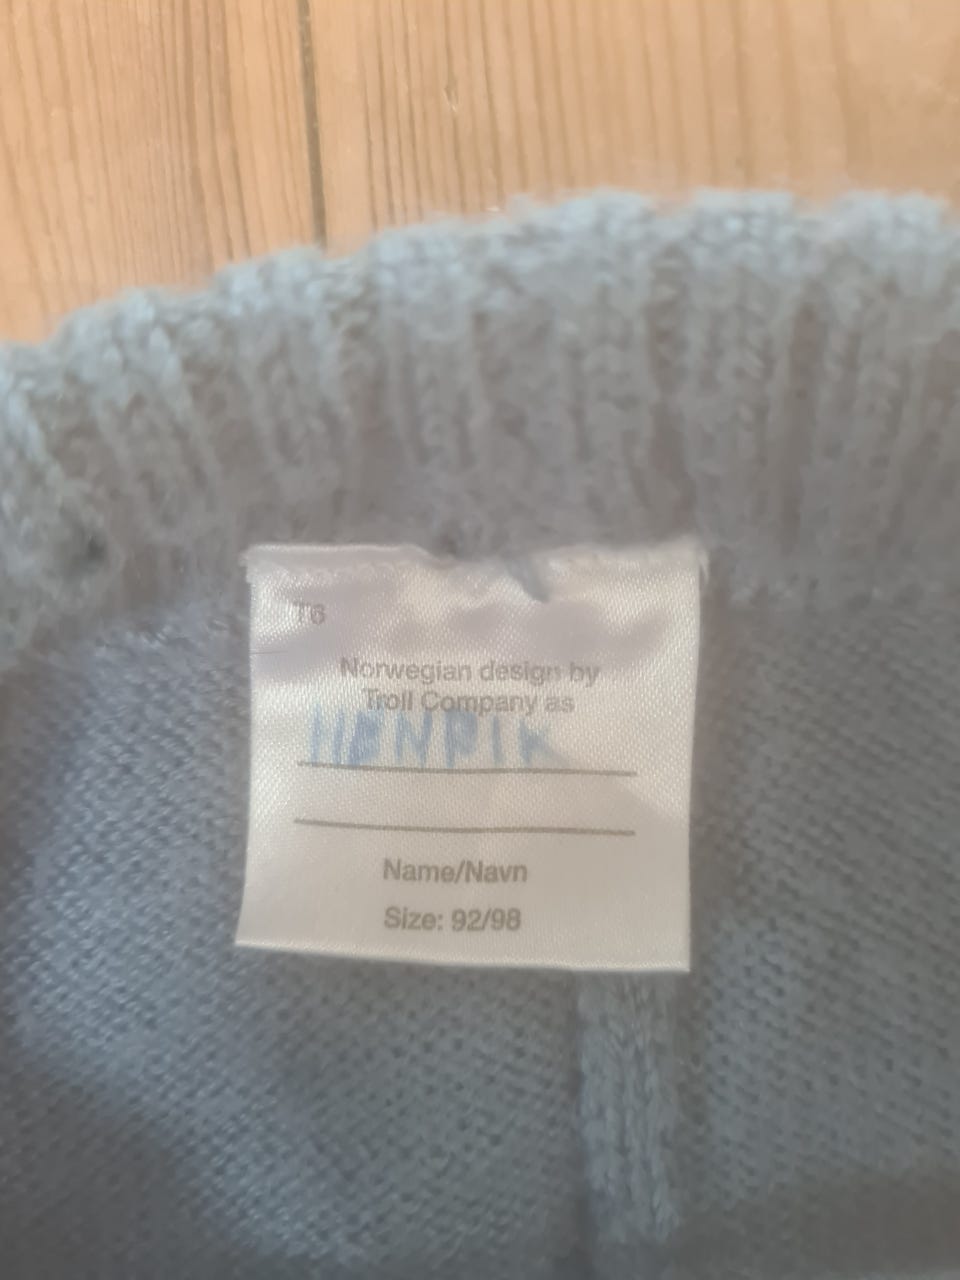 T6
Norwegian design by
Troll Company as
HENRIK
Name/Navn
Size: 92/98